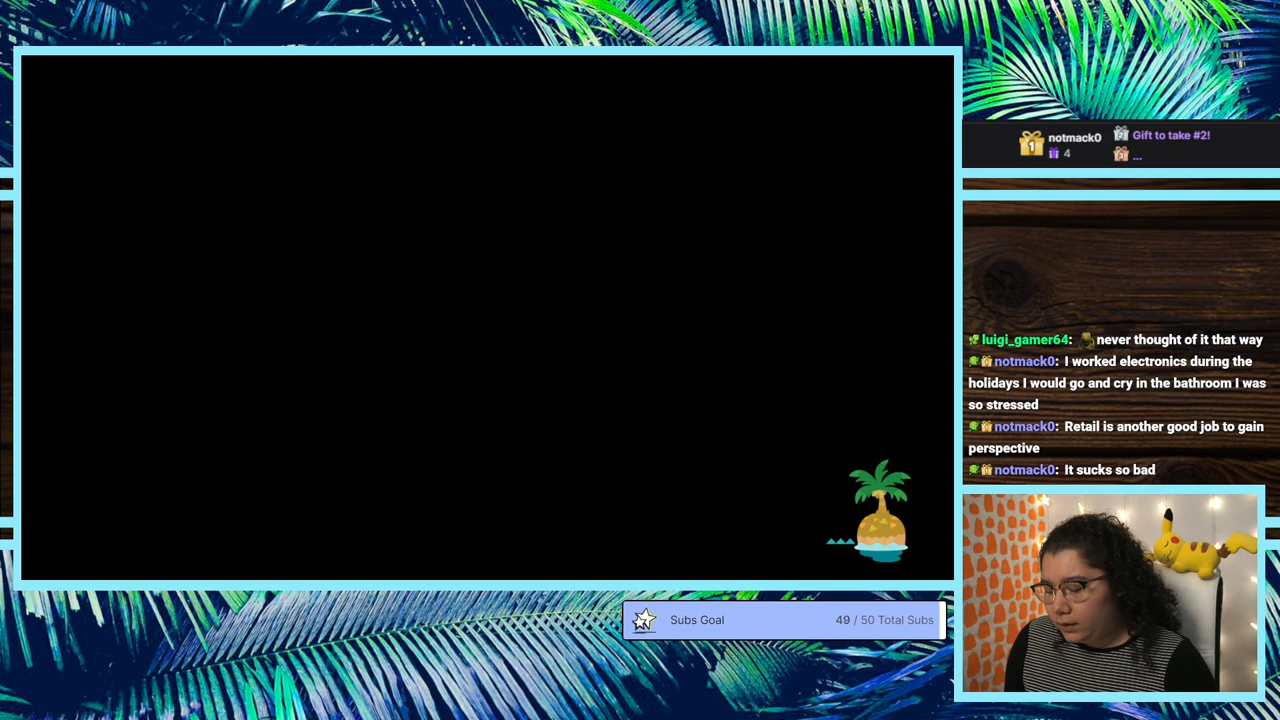 notmack0
4
Gift to take #2!
...
luigi_gamer64: never thought of it that way
notmack0: I worked electronics during the
holidays I would go and cry in the bathroom I was
so stressed
notmack0: Retail is another good job to gain
perspective
notmack0: It sucks so bad
Subs Goal 49 / 50 Total Subs